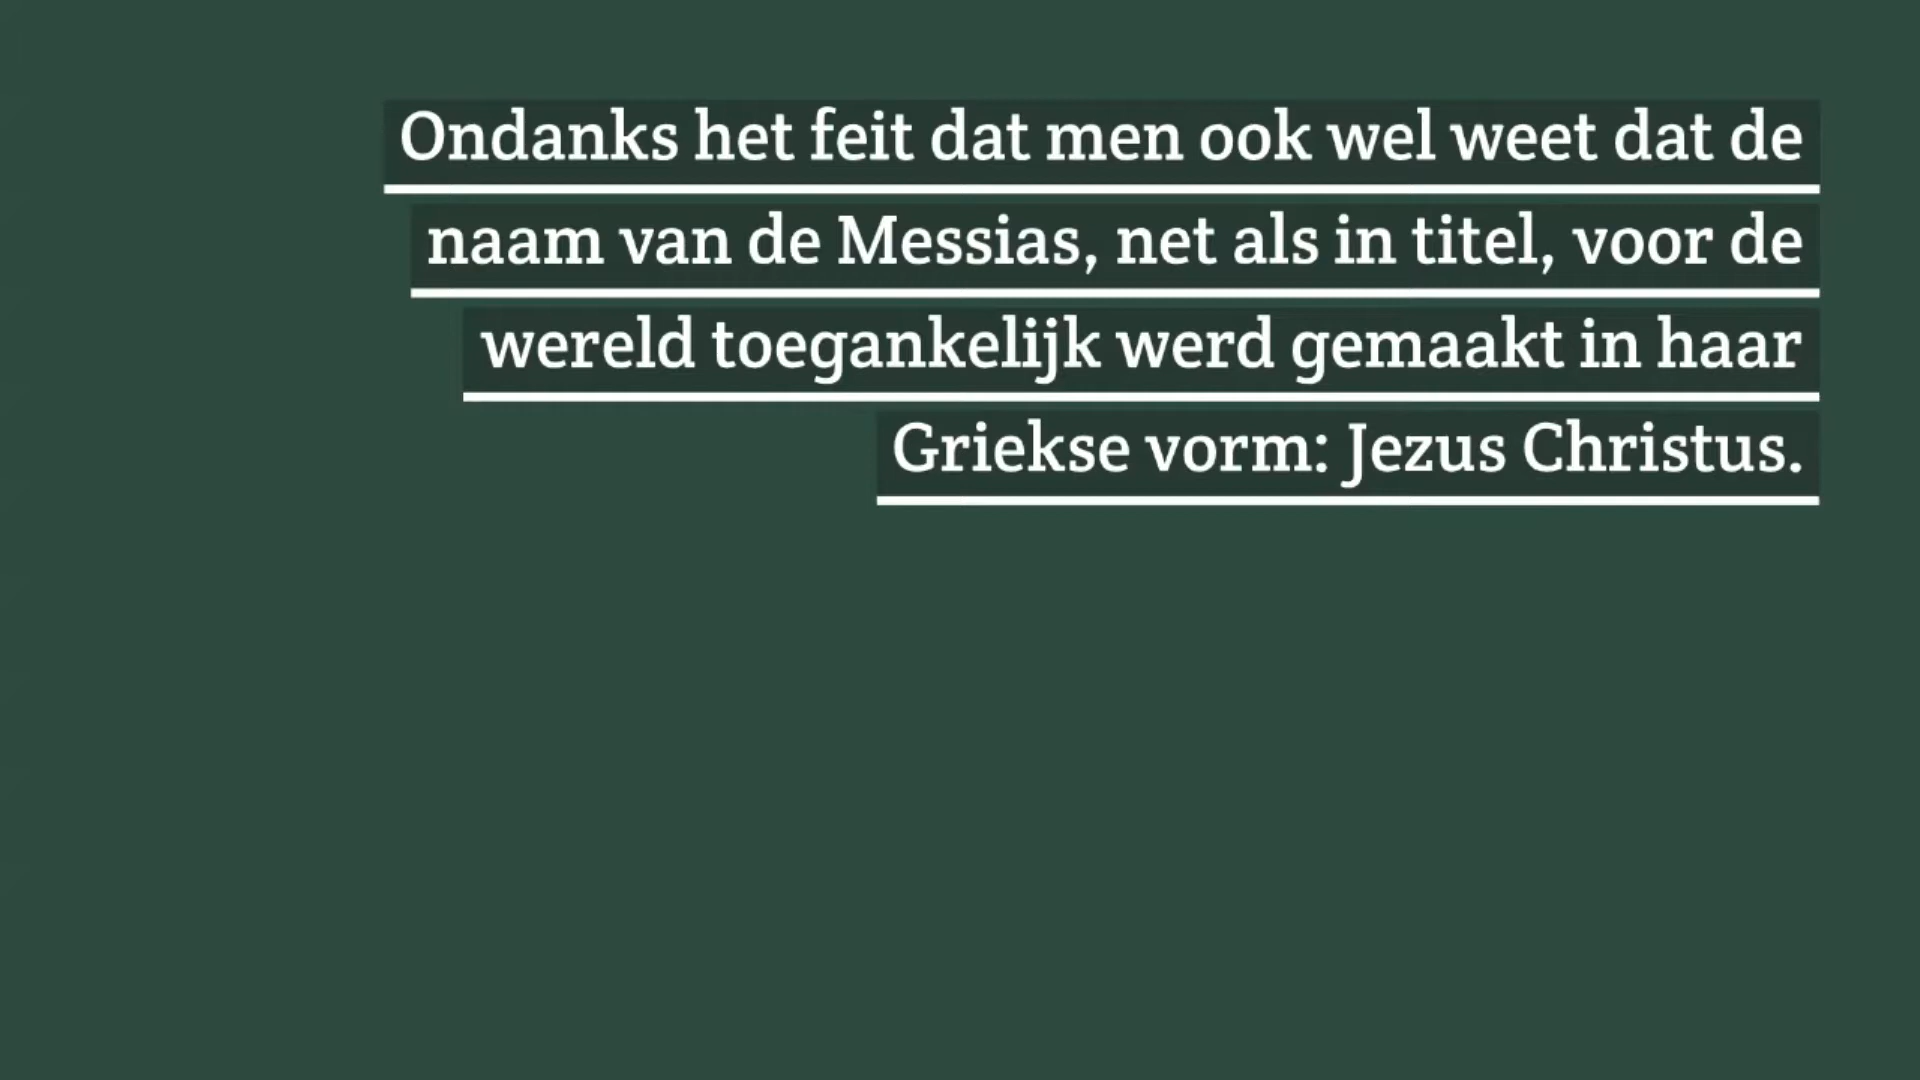 Ondanks het feit dat men ook wel weet dat de
naam van de Messias, net als in titel, voor de
wereld toegankelijk werd gemaakt in haar
Griekse vorm: Jezus Christus.